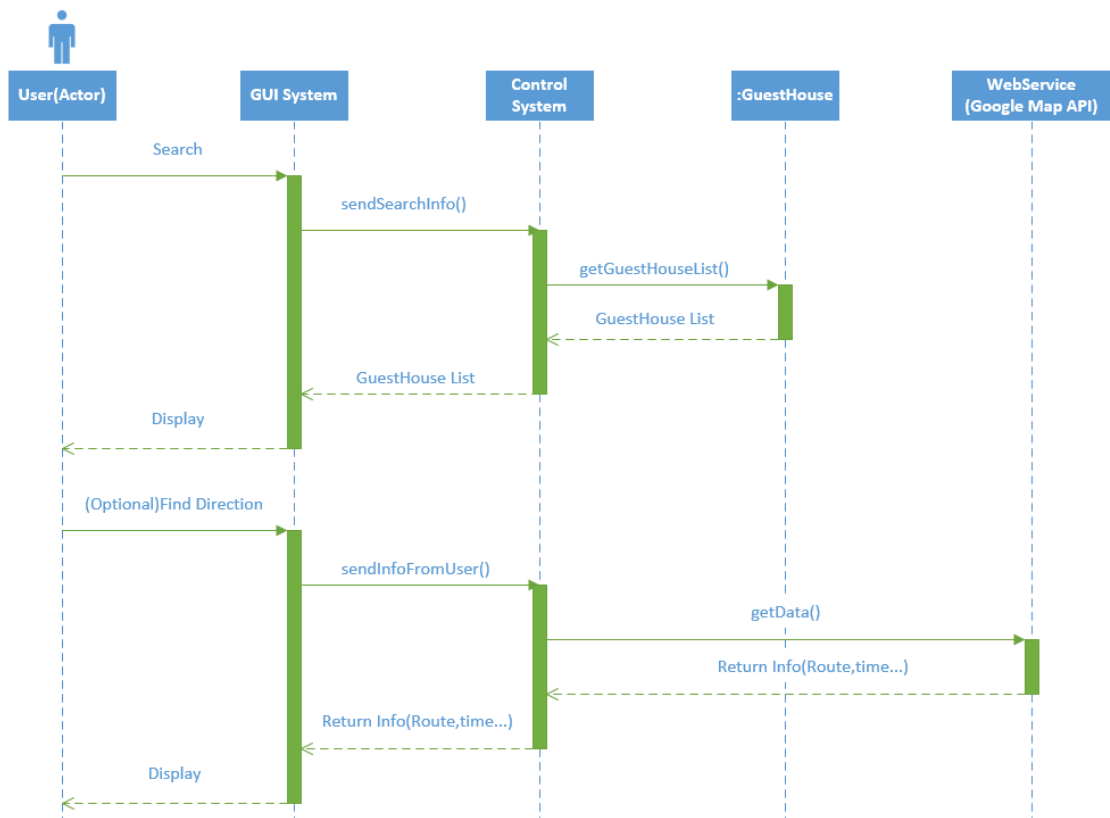 User(Actor)
GUI System
Control
System
:GuestHouse
WebService
(Google Map API)
Search
sendSearchInfo()
getGuestHouseList()
GuestHouse List
GuestHouse List
Display
(Optional)Find Direction
sendInfoFromUser()
getData()
Return Info(Route,time...)
Return Info(Route,time...)
Display